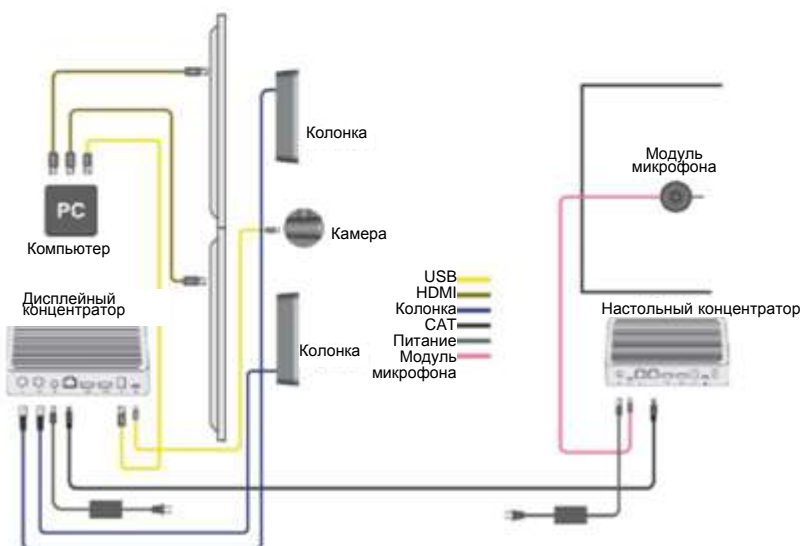 Колонка
Модуль
микрофона
PC
Компьютер
Камера
USB
HDMI
Колонка
CAT
Питание
Модуль
микрофона
Дисплейный
концентратор
Колонка
Настольный концентратор